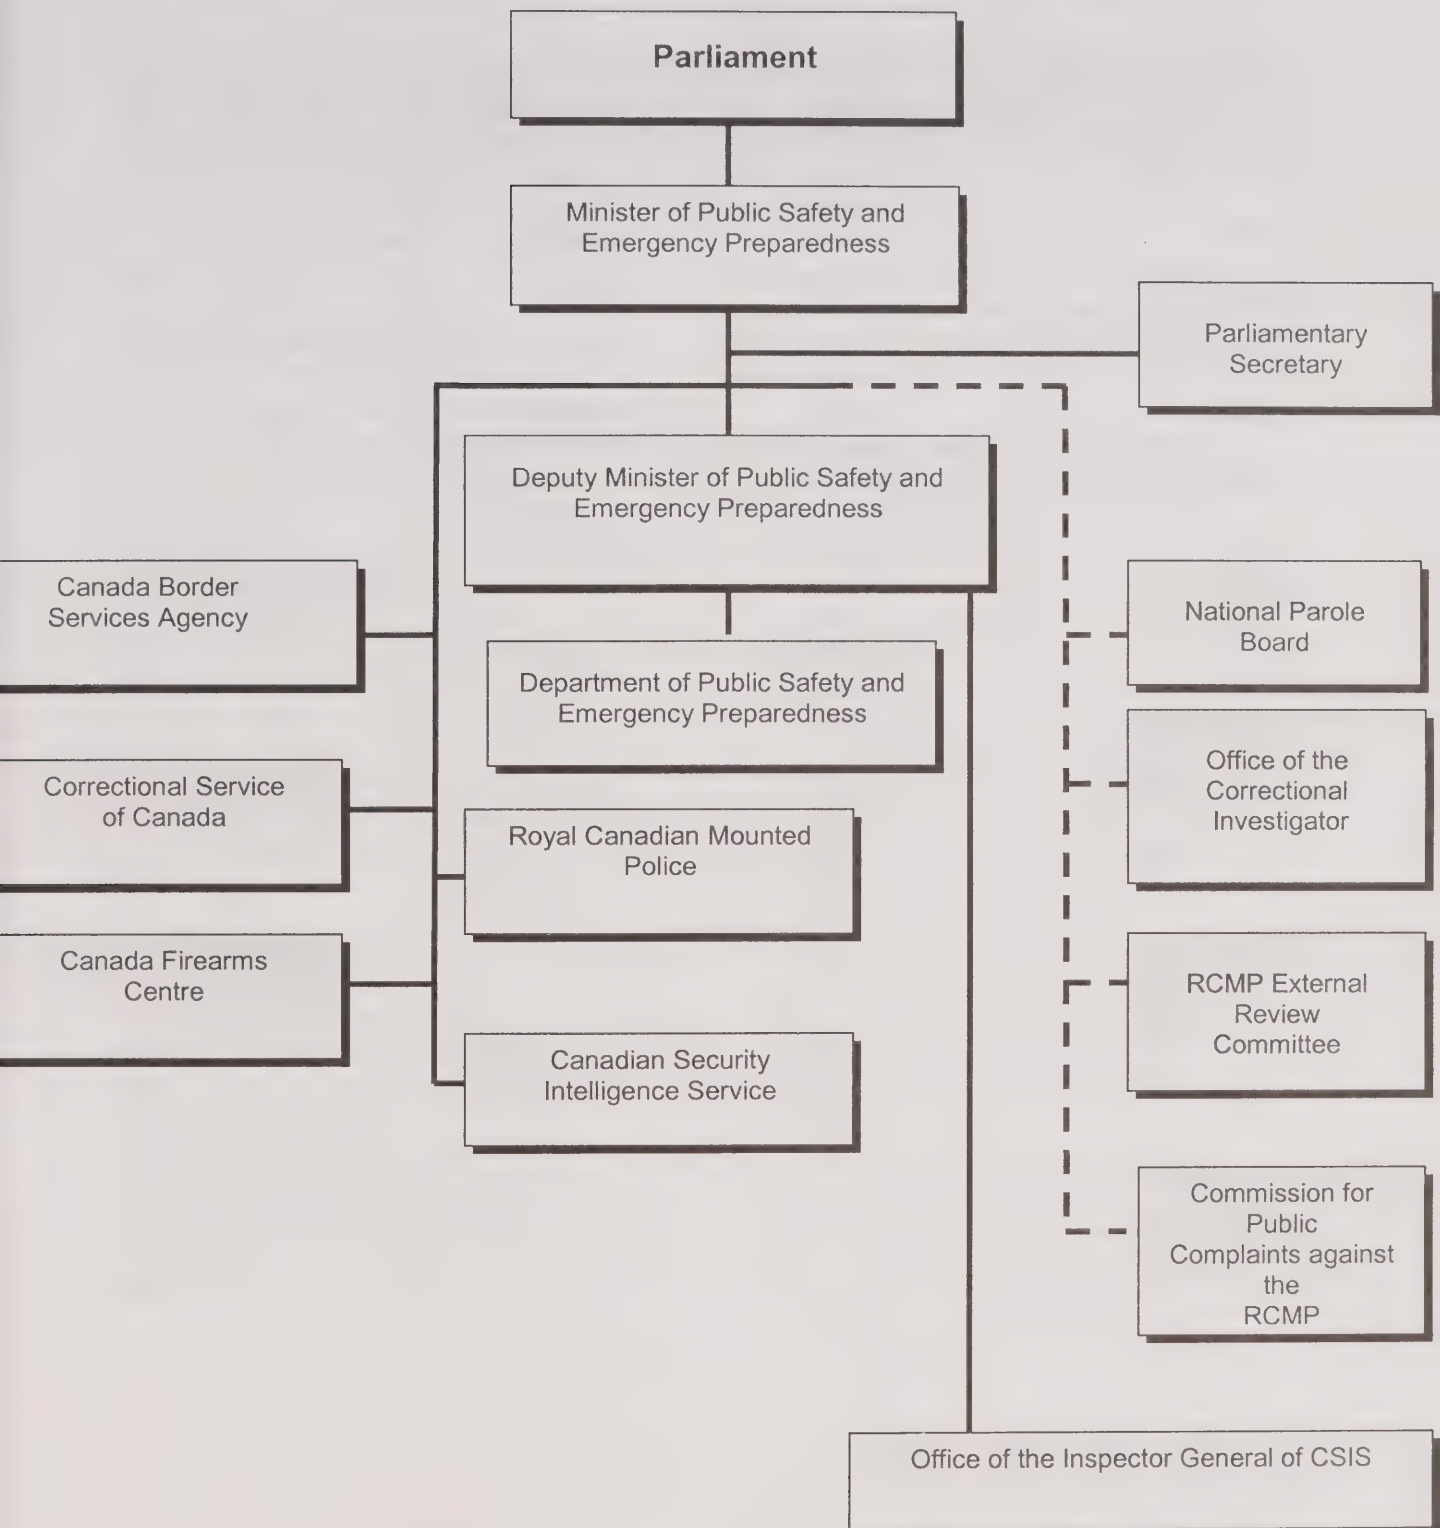 Parliament
Minister of Public Safety and
Emergency Preparedness
Parliamentary
Secretary
Deputy Minister of Public Safety and
Emergency Preparedness
Canada Border
Services Agency
National Parole
Board
Department of Public Safety and
Emergency Preparedness
Correctional Service
of Canada
Office of the
Correctional
Investigator
Royal Canadian Mounted
Police
Canada Firearms
Centre
RCMP External
Review
Committee
Canadian Security
Intelligence Service
Commission for
Public
Complaints against
the
RCMP
Office of the Inspector General of CSIS